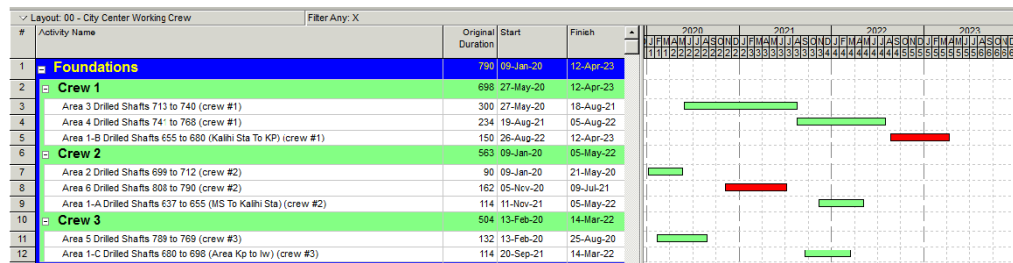 Layout: 00 - City Center Working Crew Filter Any: X
# Activity Name Original Duration Start Finish 2020 2021 2022 2023
1 Foundations 790 09-Jan-20 12-Apr-23
2 Crew 1 698 27-May-20 12-Apr-23
3 Area 3 Drilled Shafts 713 to 740 (crew #1) 300 27-May-20 18-Aug-21
4 Area 4 Drilled Shafts 741 to 768 (crew #1) 234 19-Aug-21 05-Aug-22
5 Area 1-B Drilled Shafts 655 to 680 (Kalihi Sta To KP) (crew #1) 150 26-Aug-22 12-Apr-23
6 Crew 2 563 09-Jan-20 05-May-22
7 Area 2 Drilled Shafts 699 to 712 (crew #2) 90 09-Jan-20 21-May-20
8 Area 6 Drilled Shafts 808 to 790 (crew #2) 162 05-Nov-20 09-Jul-21
9 Area 1-A Drilled Shafts 637 to 655 (MS To Kalihi Sta) (crew #2) 114 11-Nov-21 05-May-22
10 Crew 3 504 13-Feb-20 14-Mar-22
11 Area 5 Drilled Shafts 789 to 769 (crew #3) 132 13-Feb-20 25-Aug-20
12 Area 1-C Drilled Shafts 680 to 698 (Area Kp to Iw) (crew #3) 114 20-Sep-21 14-Mar-22